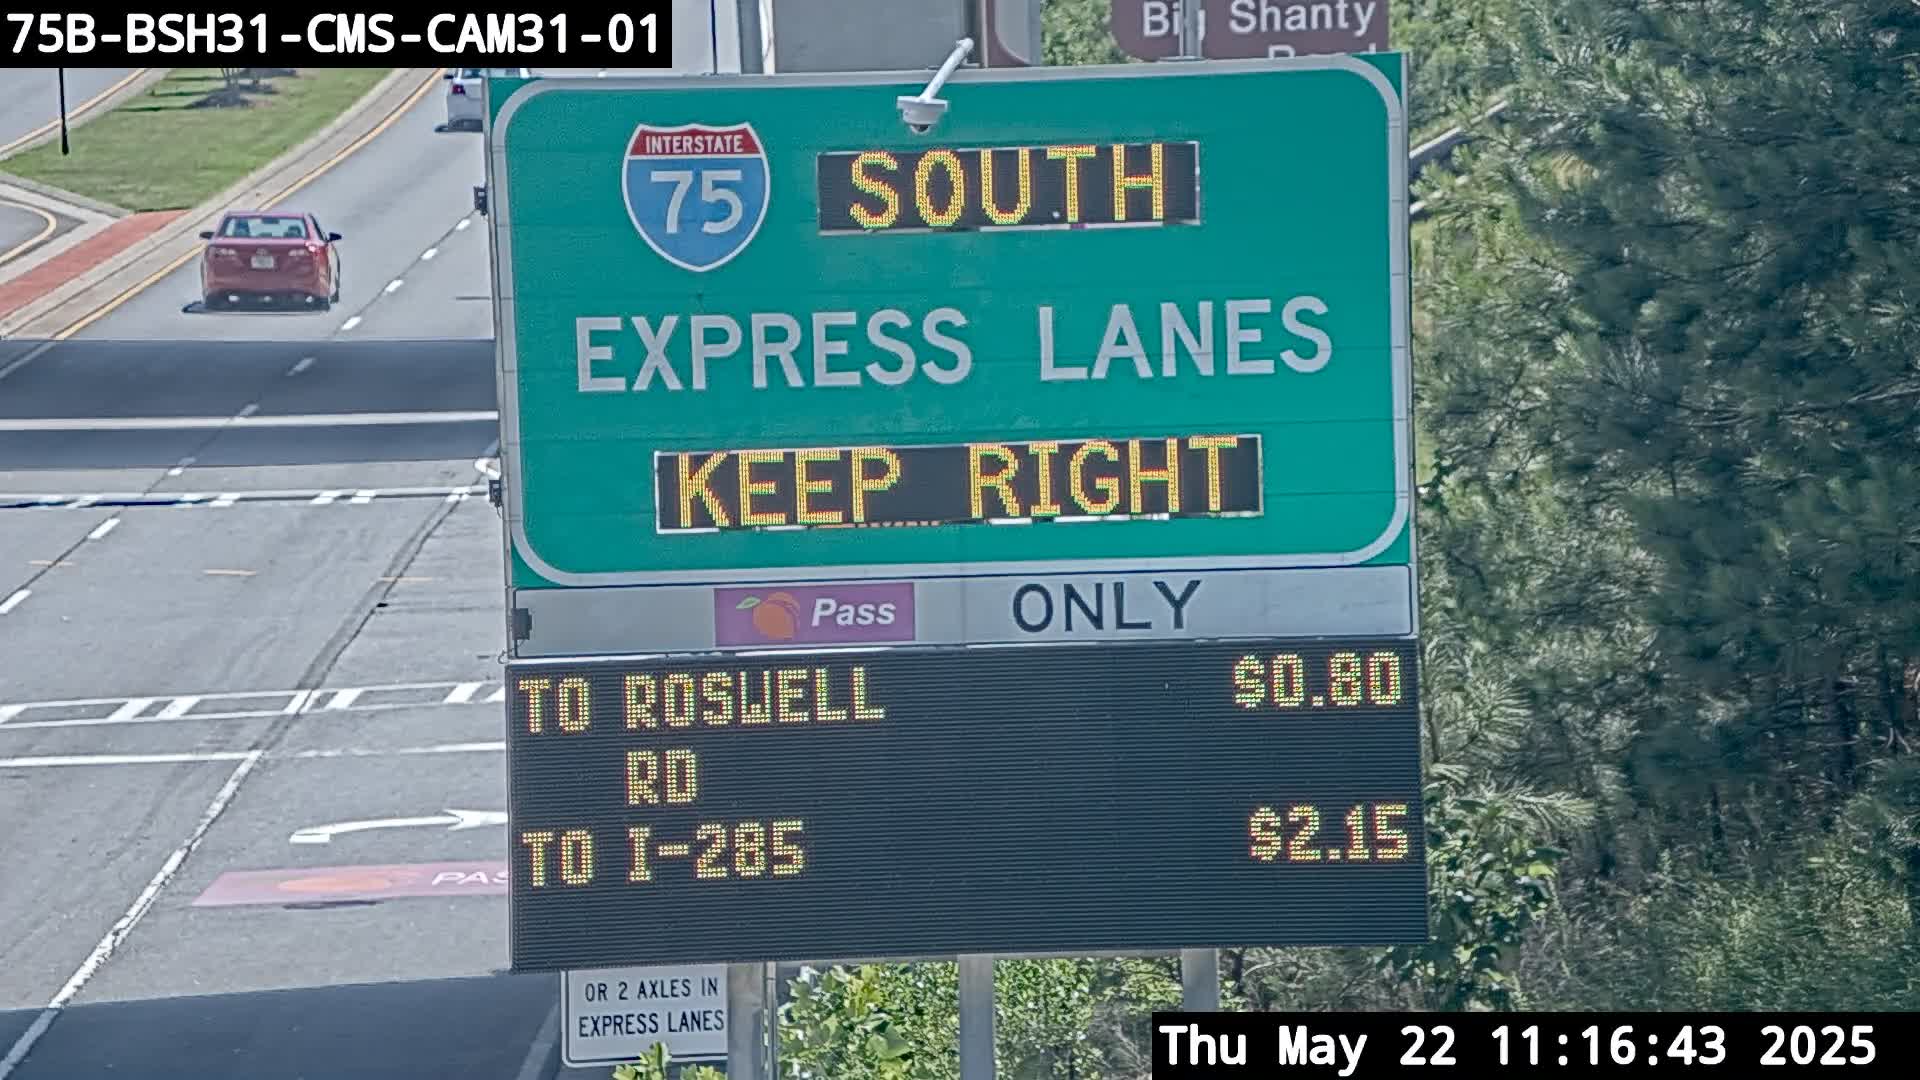 75B-BSH31-CMS-CAM31-01
Big Shanty
Road
INTERSTATE
75
SOUTH
EXPRESS LANES
KEEP RIGHT
Pass ONLY
TO ROSWELL $0.80
RD
TO I-285 $2.15
PAS
OR 2 AXLES IN
EXPRESS LANES
Thu May 22 11:16:43 2025